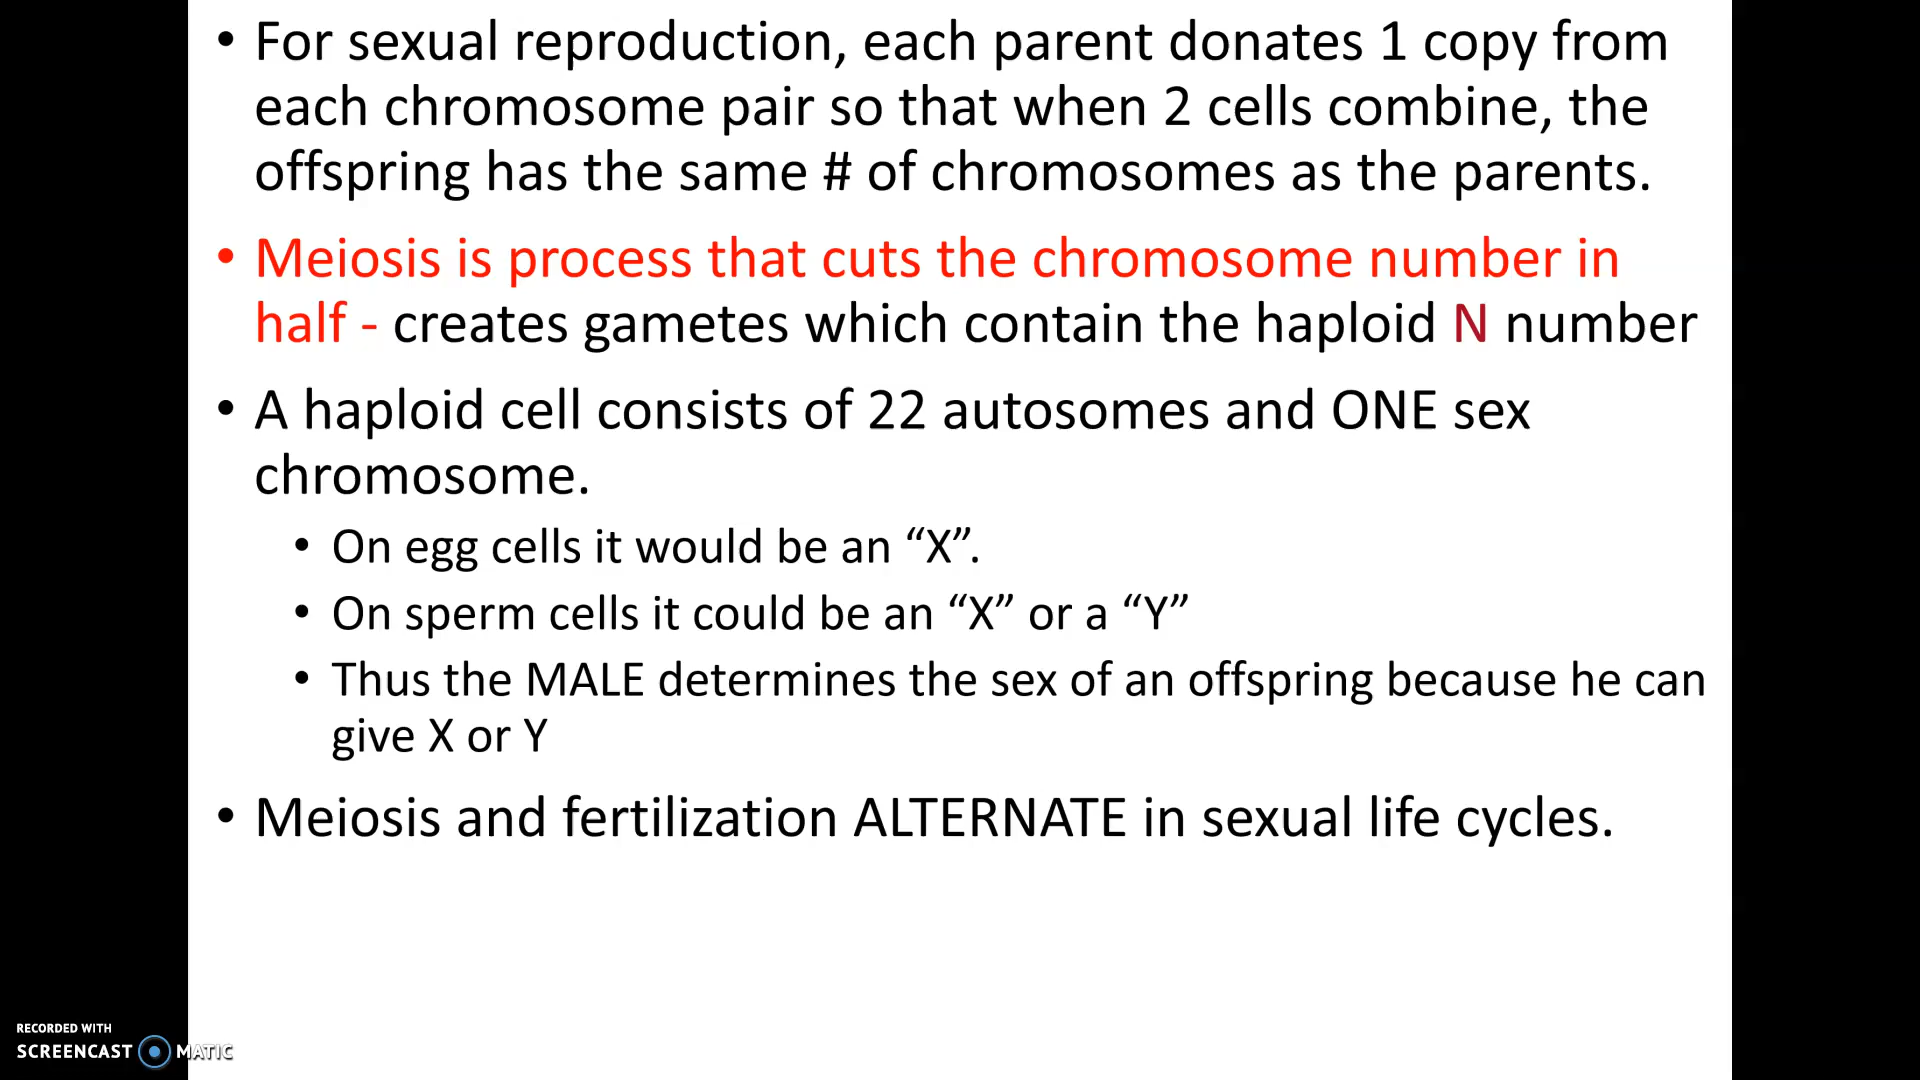 • For sexual reproduction, each parent donates 1 copy from
each chromosome pair so that when 2 cells combine, the
offspring has the same # of chromosomes as the parents.
• Meiosis is process that cuts the chromosome number in
half - creates gametes which contain the haploid N number
• A haploid cell consists of 22 autosomes and ONE sex
chromosome.
• On egg cells it would be an “X”.
• On sperm cells it could be an “X” or a “Y”
• Thus the MALE determines the sex of an offspring because he can
give X or Y
• Meiosis and fertilization ALTERNATE in sexual life cycles.
RECORDED WITH
SCREENCAST MATIC